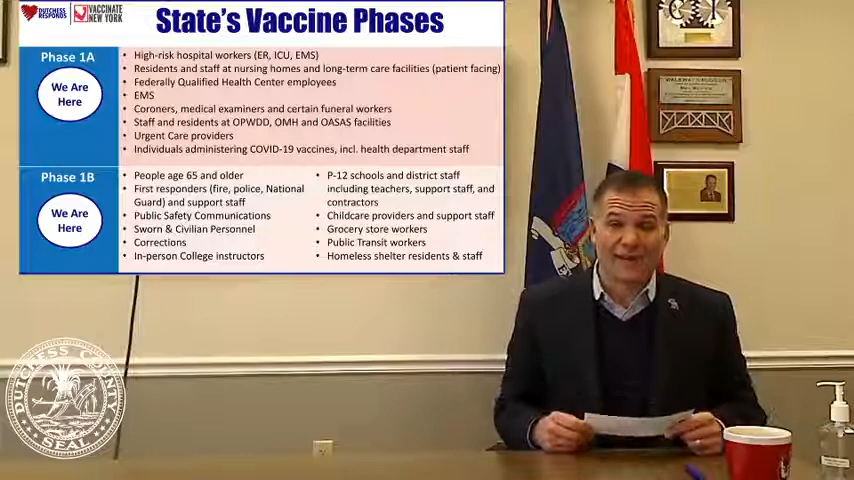 DUTCHESS
RESPONDS
VACCINATE
NEW YORK
State's Vaccine Phases
Phase 1A
We Are
Here
• High-risk hospital workers (ER, ICU, EMS)
• Residents and staff at nursing homes and long-term care facilities (patient facing)
• Federally Qualified Health Center employees
• EMS
• Coroners, medical examiners and certain funeral workers
• Staff and residents at OPWDD, OMH and OASAS facilities
• Urgent Care providers
• Individuals administering COVID-19 vaccines, incl. health department staff
Phase 1B
We Are
Here
• People age 65 and older
• First responders (fire, police, National
Guard) and support staff
• Public Safety Communications
• Sworn & Civilian Personnel
• Corrections
• In-person College instructors
• P-12 schools and district staff
including teachers, support staff, and
contractors
• Childcare providers and support staff
• Grocery store workers
• Public Transit workers
• Homeless shelter residents & staff
DUTCHESS COUNTY
SEAL